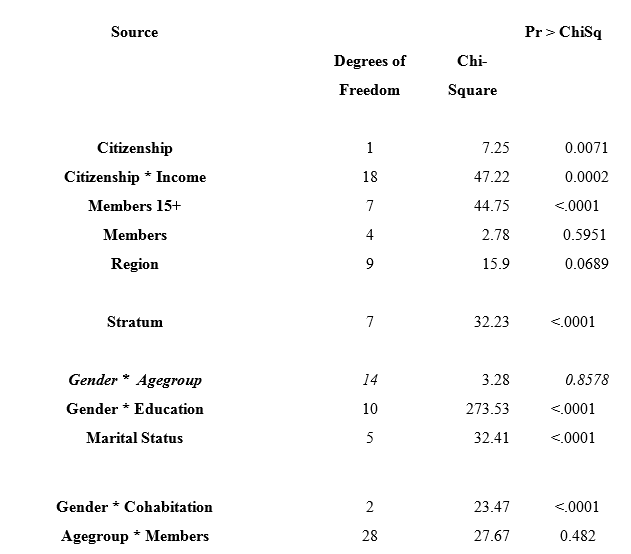 Source Pr > ChiSq
Degrees of Chi-
Freedom Square
Citizenship 1 7.25 0.0071
Citizenship * Income 18 47.22 0.0002
Members 15+ 7 44.75 <.0001
Members 4 2.78 0.5951
Region 9 15.9 0.0689
Stratum 7 32.23 <.0001
Gender * Agegroup 14 3.28 0.8578
Gender * Education 10 273.53 <.0001
Marital Status 5 32.41 <.0001
Gender * Cohabitation 2 23.47 <.0001
Agegroup * Members 28 27.67 0.482